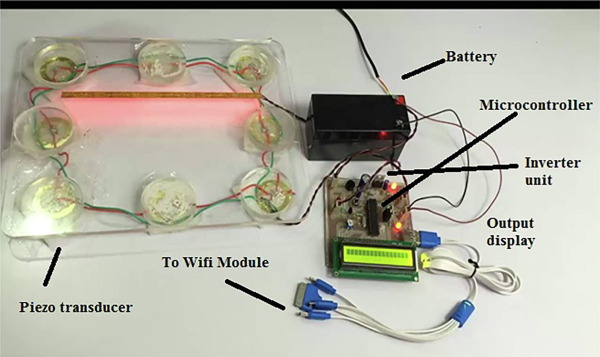 Battery
Microcontroller
Inverter
unit
Output
display
To Wifi Module
Piezo transducer